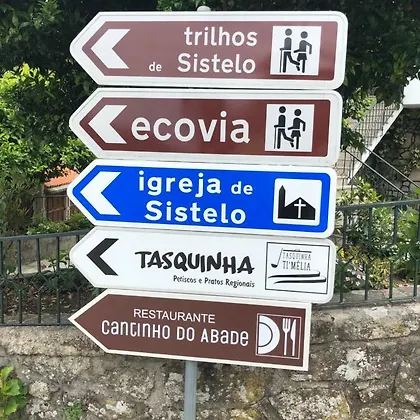 trilhos
de Sistelo
ecovia
igreja de
Sistelo
TASQUINHA
Petiscos e Pratos Regionais
TASQUINHA
TI'MÉLIA
RESTAURANTE
CANTINHO DO ABADE